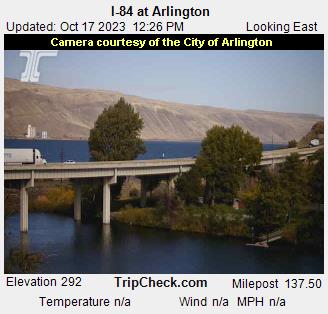 I-84 at Arlington
Updated: Oct 17 2023 12:26 PM Looking East
Camera courtesy of the City of Arlington
Elevation 292 TripCheck.com Milepost 137.50
Temperature n/a Wind n/a MPH n/a